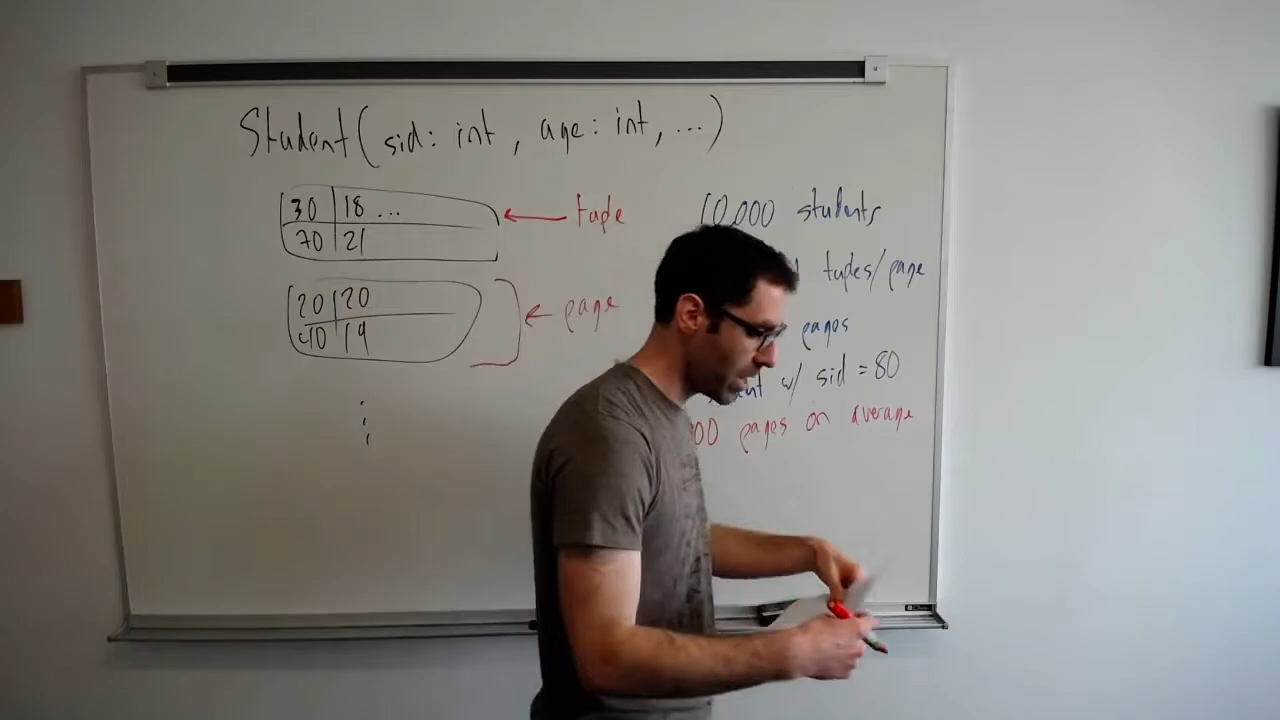 Student(sid: int, age: int, ...)
30 | 18 ...
70 | 21
← tuple
20 | 20
40 | 19
← page
⋮
10,000 students
tuples/page
pages
w/ sid = 80
pages on average